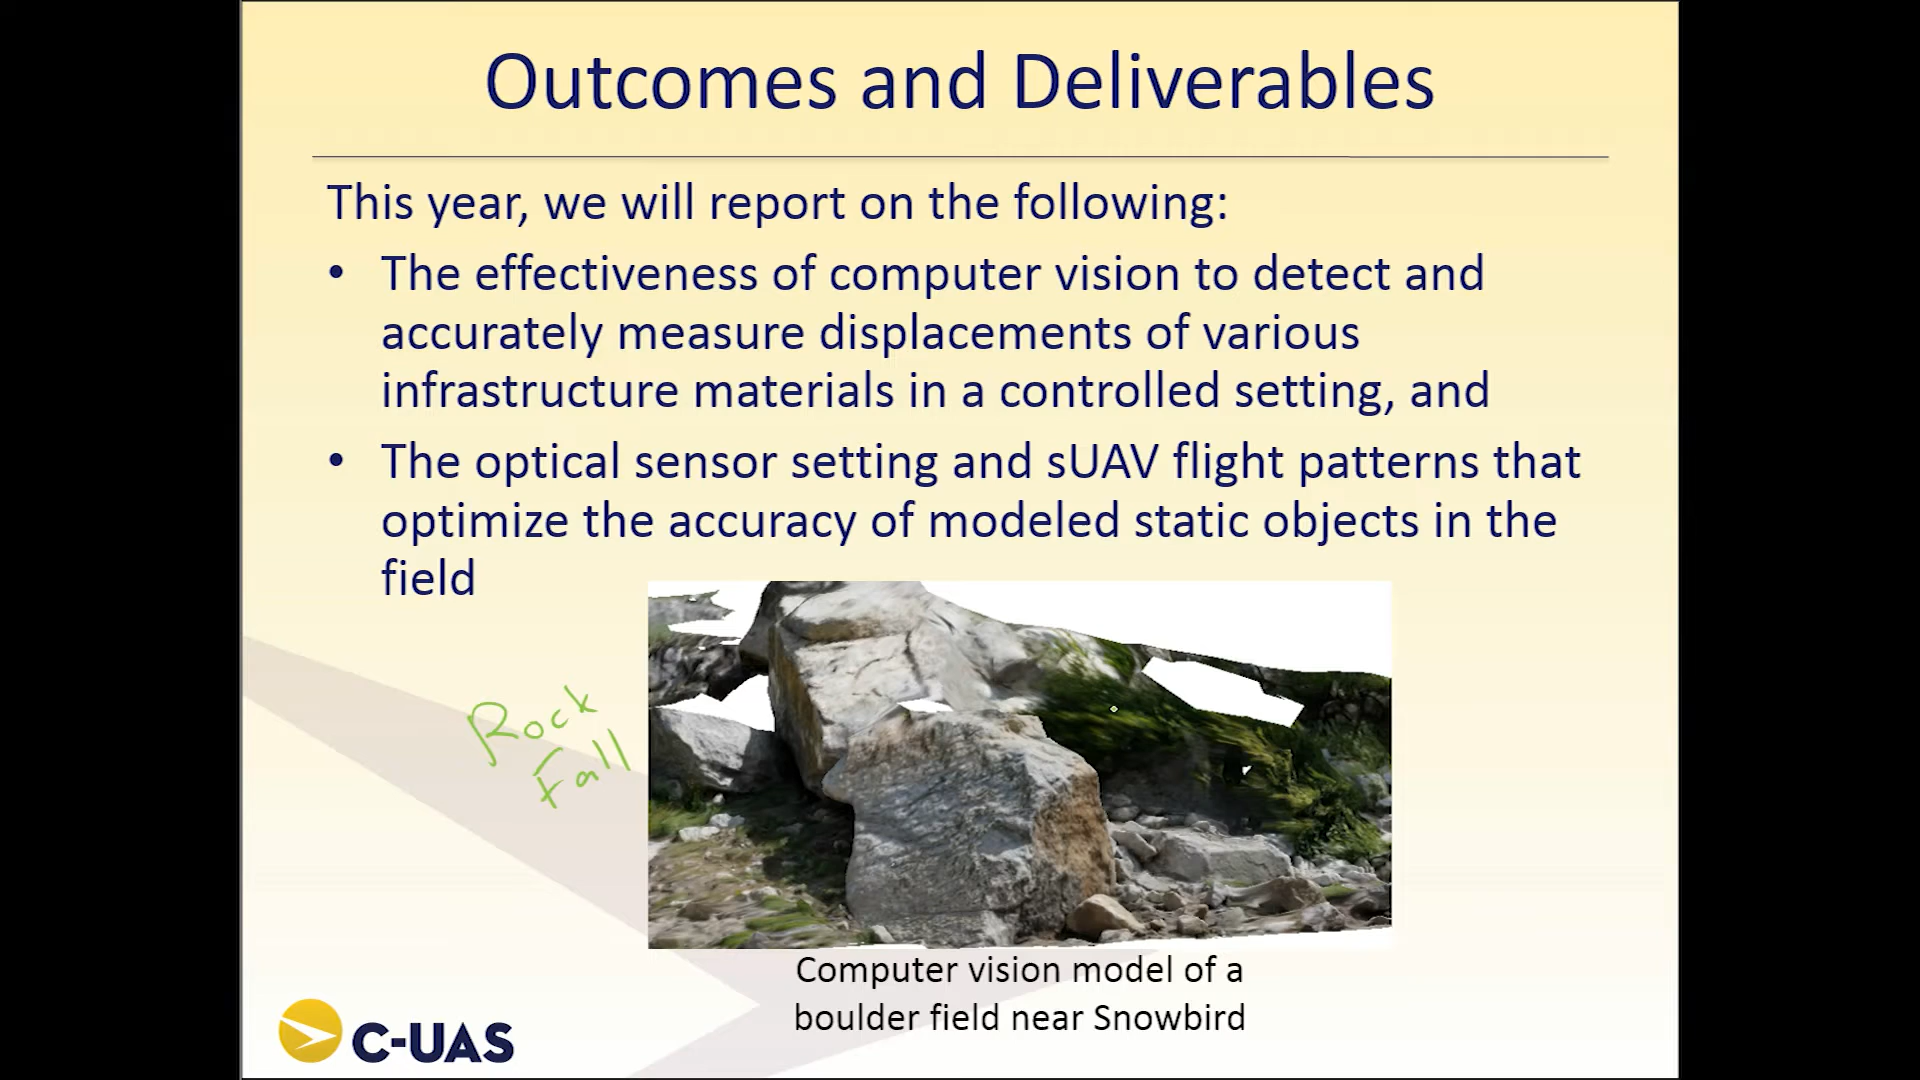 Outcomes and Deliverables
This year, we will report on the following:
• The effectiveness of computer vision to detect and
accurately measure displacements of various
infrastructure materials in a controlled setting, and
• The optical sensor setting and sUAV flight patterns that
optimize the accuracy of modeled static objects in the
field
Rock
Fall
Computer vision model of a
boulder field near Snowbird
C-UAS